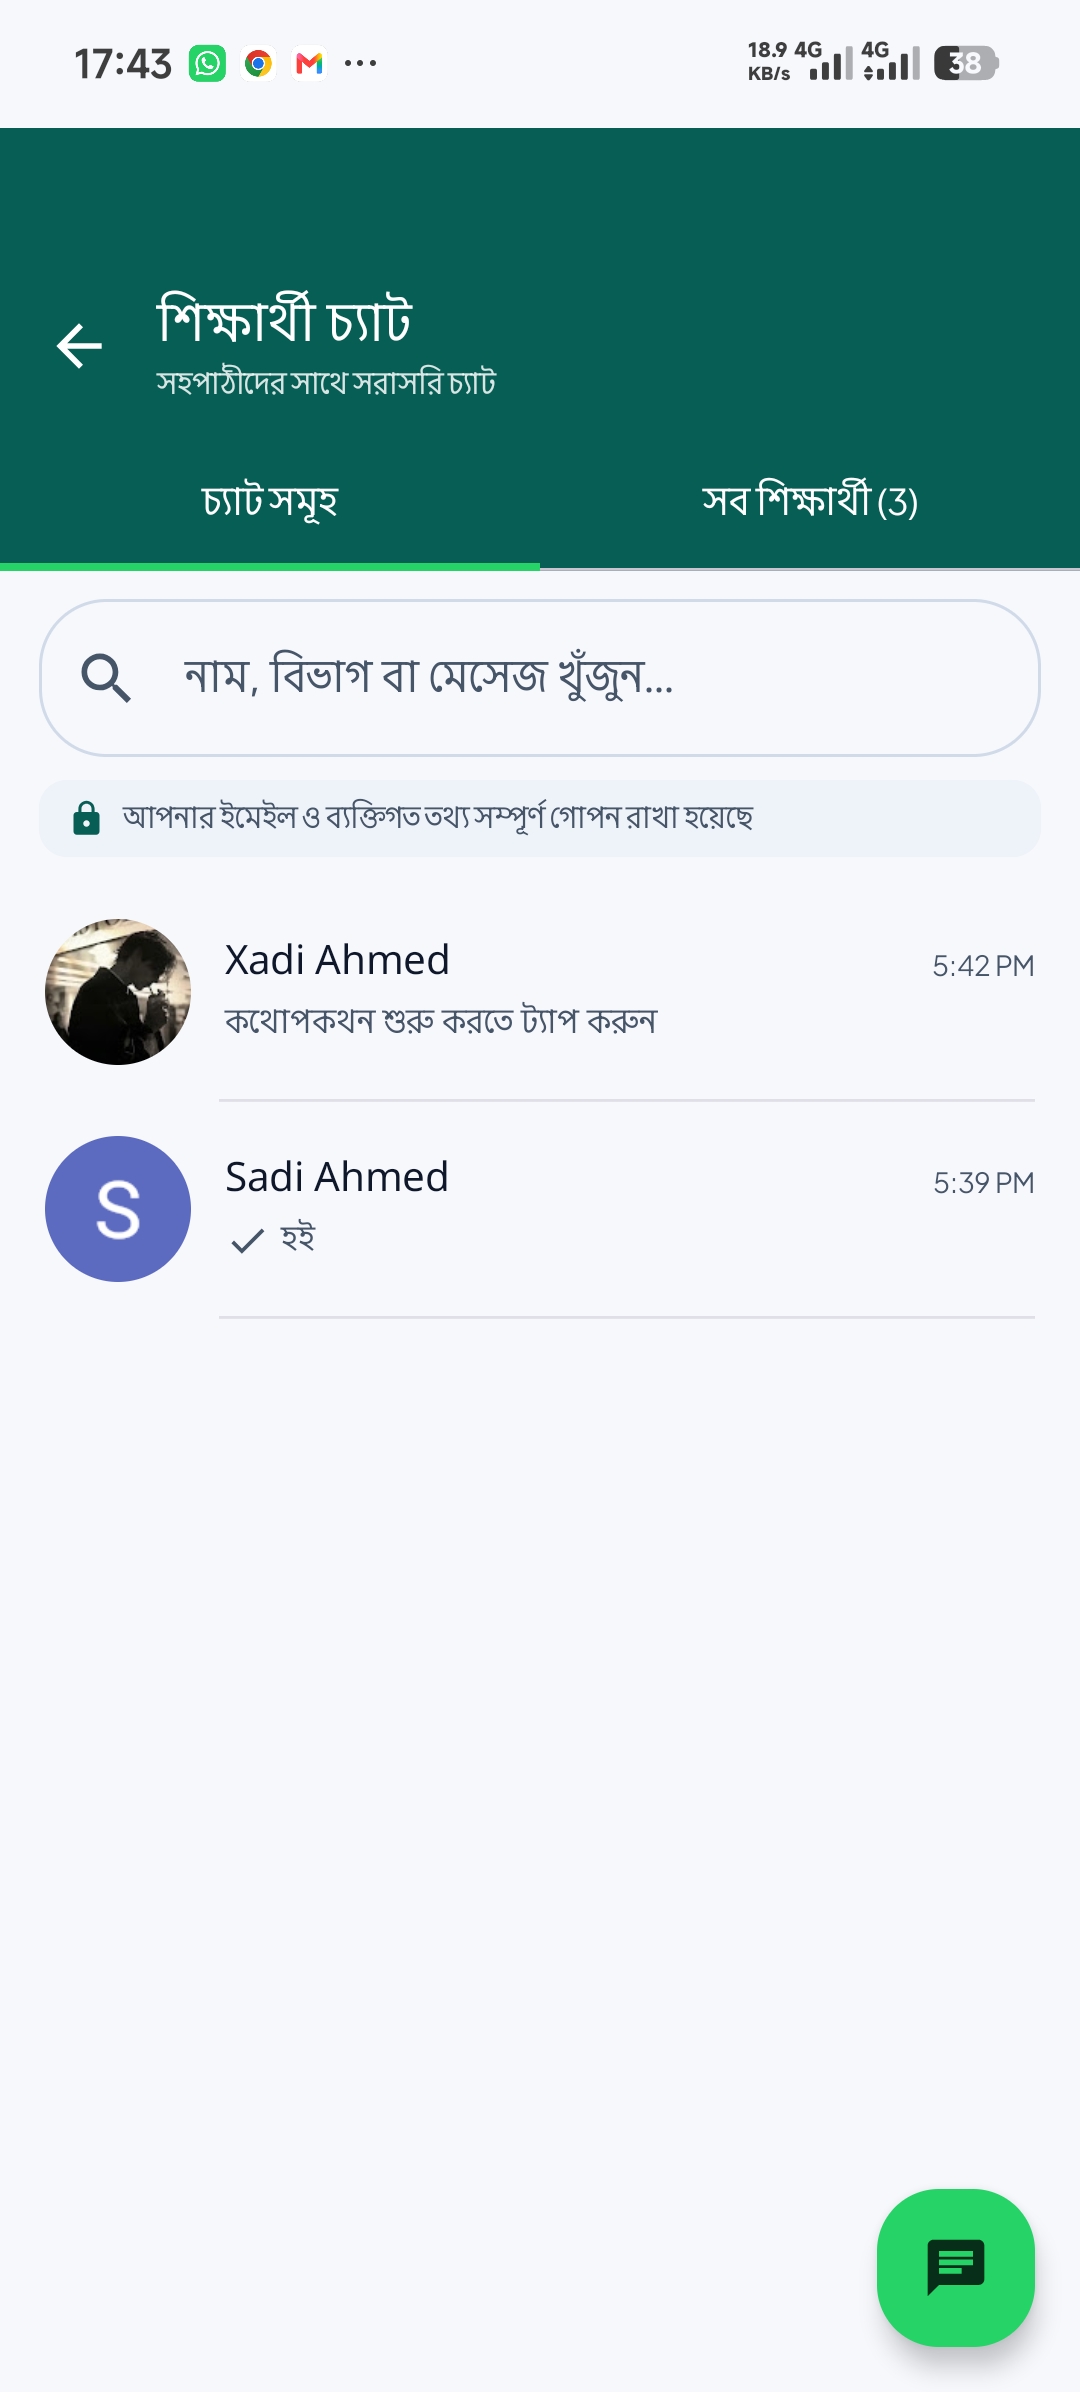 17:43
18.9 KB/s 4G 4G 38
শিক্ষার্থী চ্যাট
সহপাঠীদের সাথে সরাসরি চ্যাট
চ্যাট সমূহ
সব শিক্ষার্থী (3)
নাম, বিভাগ বা মেসেজ খুঁজুন...
আপনার ইমেইল ও ব্যক্তিগত তথ্য সম্পূর্ণ গোপন রাখা হয়েছে
Xadi Ahmed
5:42 PM
কথোপকথন শুরু করতে ট্যাপ করুন
S
Sadi Ahmed
5:39 PM
হই